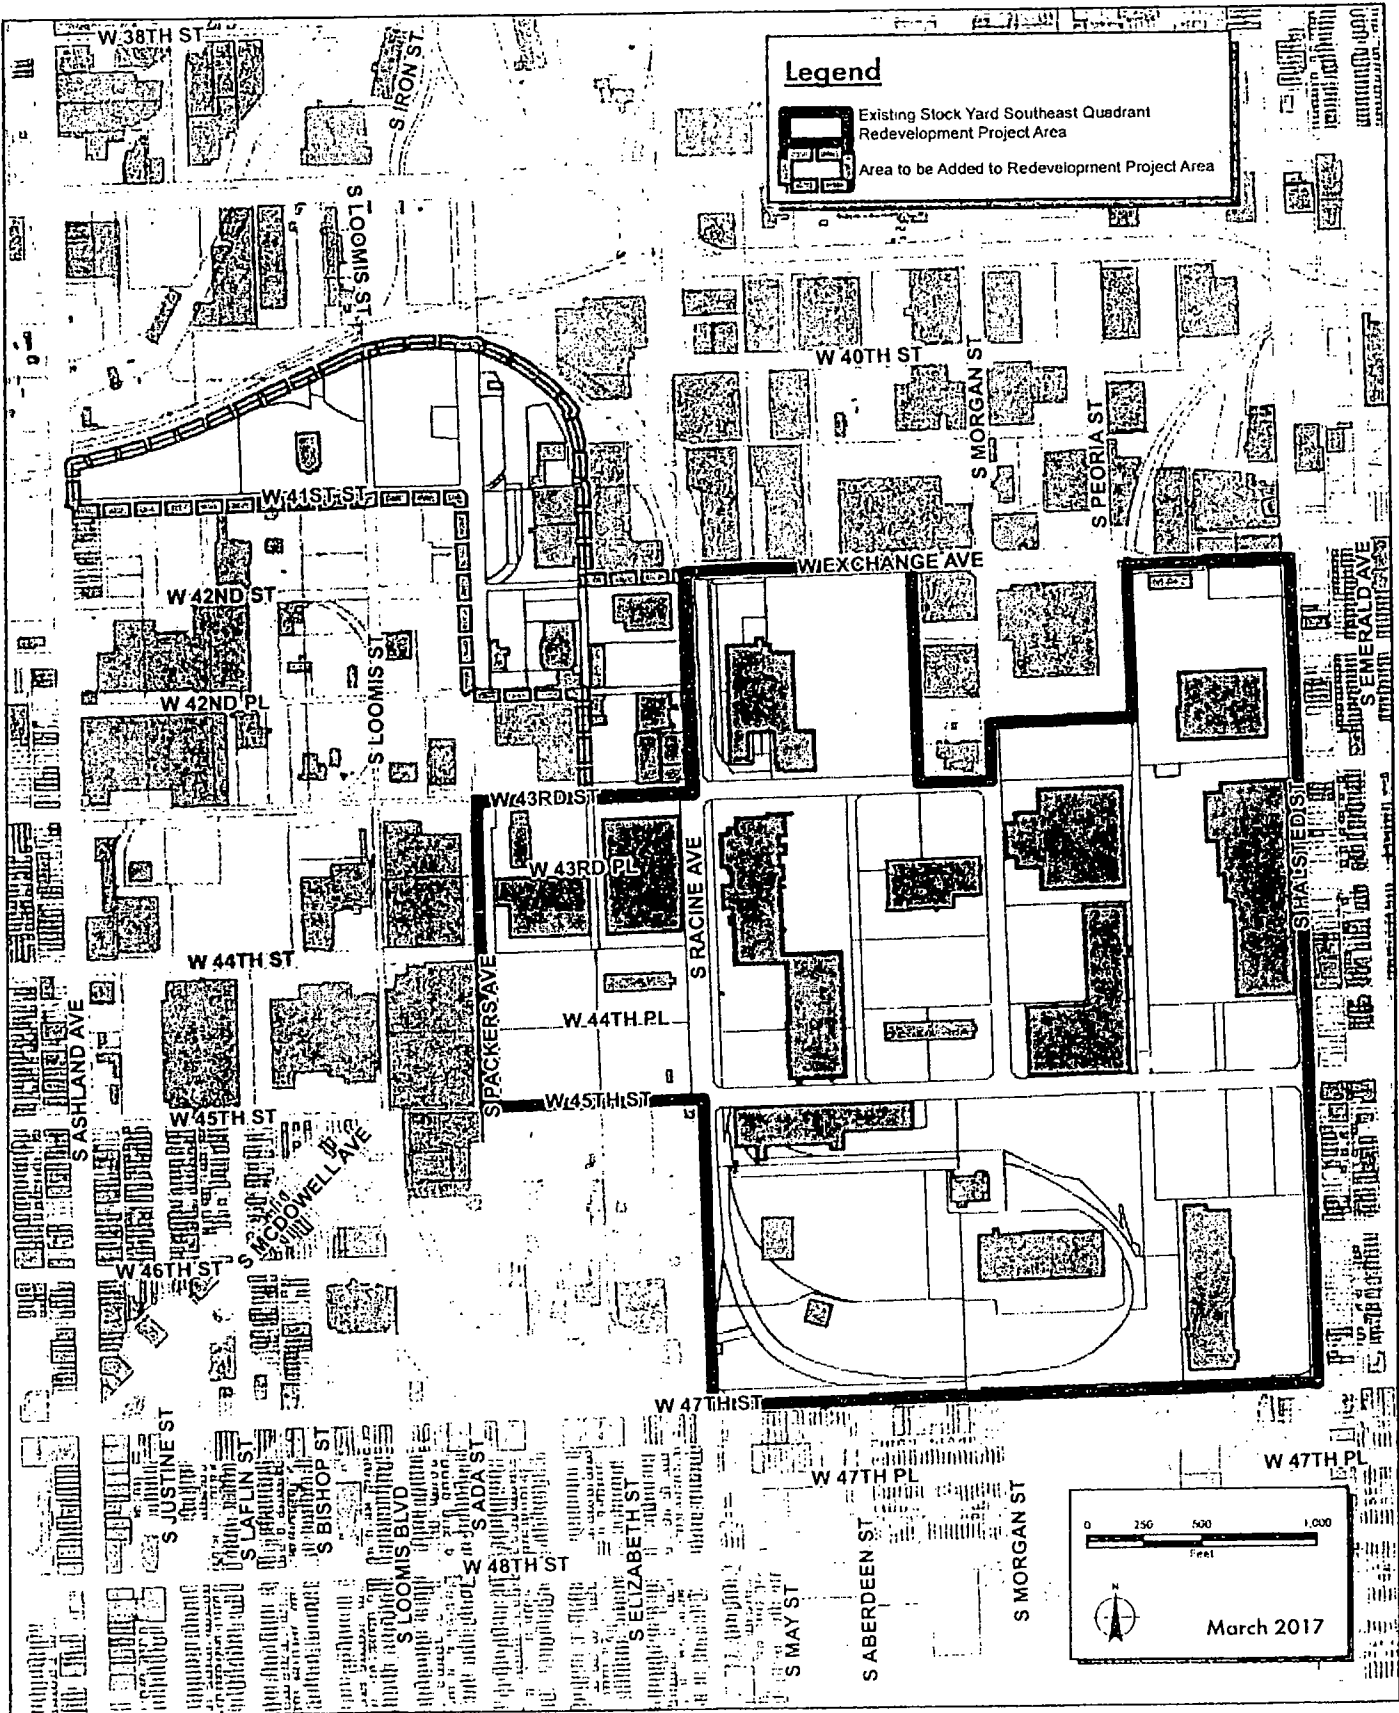 W 38TH ST
S IRON ST
Legend
Existing Stock Yard Southeast Quadrant
Redevelopment Project Area
Area to be Added to Redevelopment Project Area
S LOOMIS ST
W 40TH ST
S MORGAN ST
S PEORIA ST
W 41ST ST
W EXCHANGE AVE
S EMERALD AVE
W 42ND ST
S LOOMIS ST
W 42ND PL
W 43RD ST
S HALSTED ST
W 43RD PL
S RACINE AVE
W 44TH ST
S PACKERS AVE
W 44TH PL
S ASHLAND AVE
W 45TH ST
W 45TH ST
S MCDOWELL AVE
W 46TH ST
W 47TH ST
S JUSTINE ST
S LAFLIN ST
S BISHOP ST
S LOOMIS BLVD
S ADA ST
S ELIZABETH ST
W 47TH PL
W 47TH PL
S MORGAN ST
S ABERDEEN ST
S MAY ST
W 48TH ST
0 250 500 1,000
Feet
N
March 2017